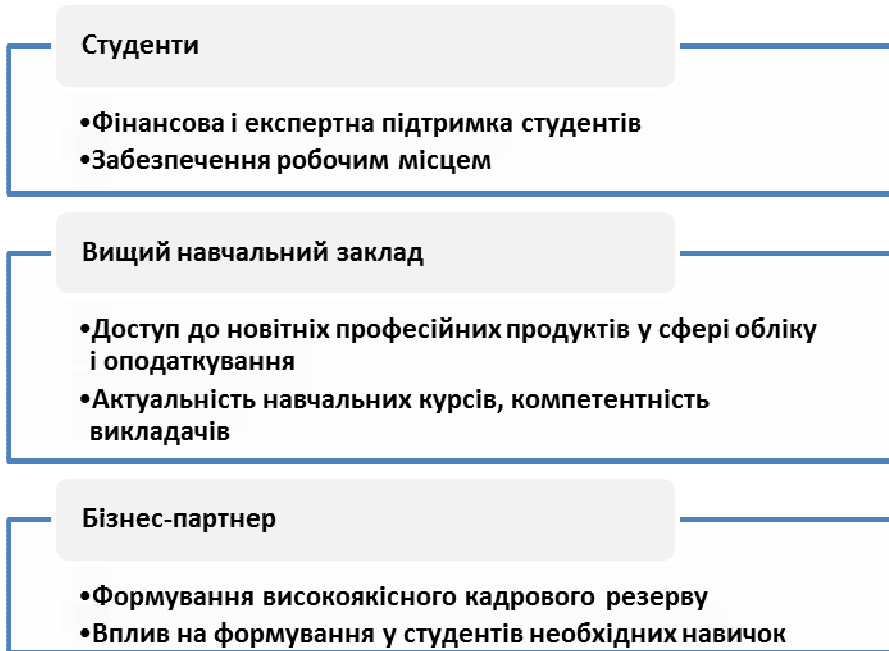 Студенти
•Фінансова і експертна підтримка студентів
•Забезпечення робочим місцем
Вищий навчальний заклад
•Доступ до новітніх професійних продуктів у сфері обліку
і оподаткування
•Актуальність навчальних курсів, компетентність
викладачів
Бізнес-партнер
•Формування високоякісного кадрового резерву
•Вплив на формування у студентів необхідних навичок